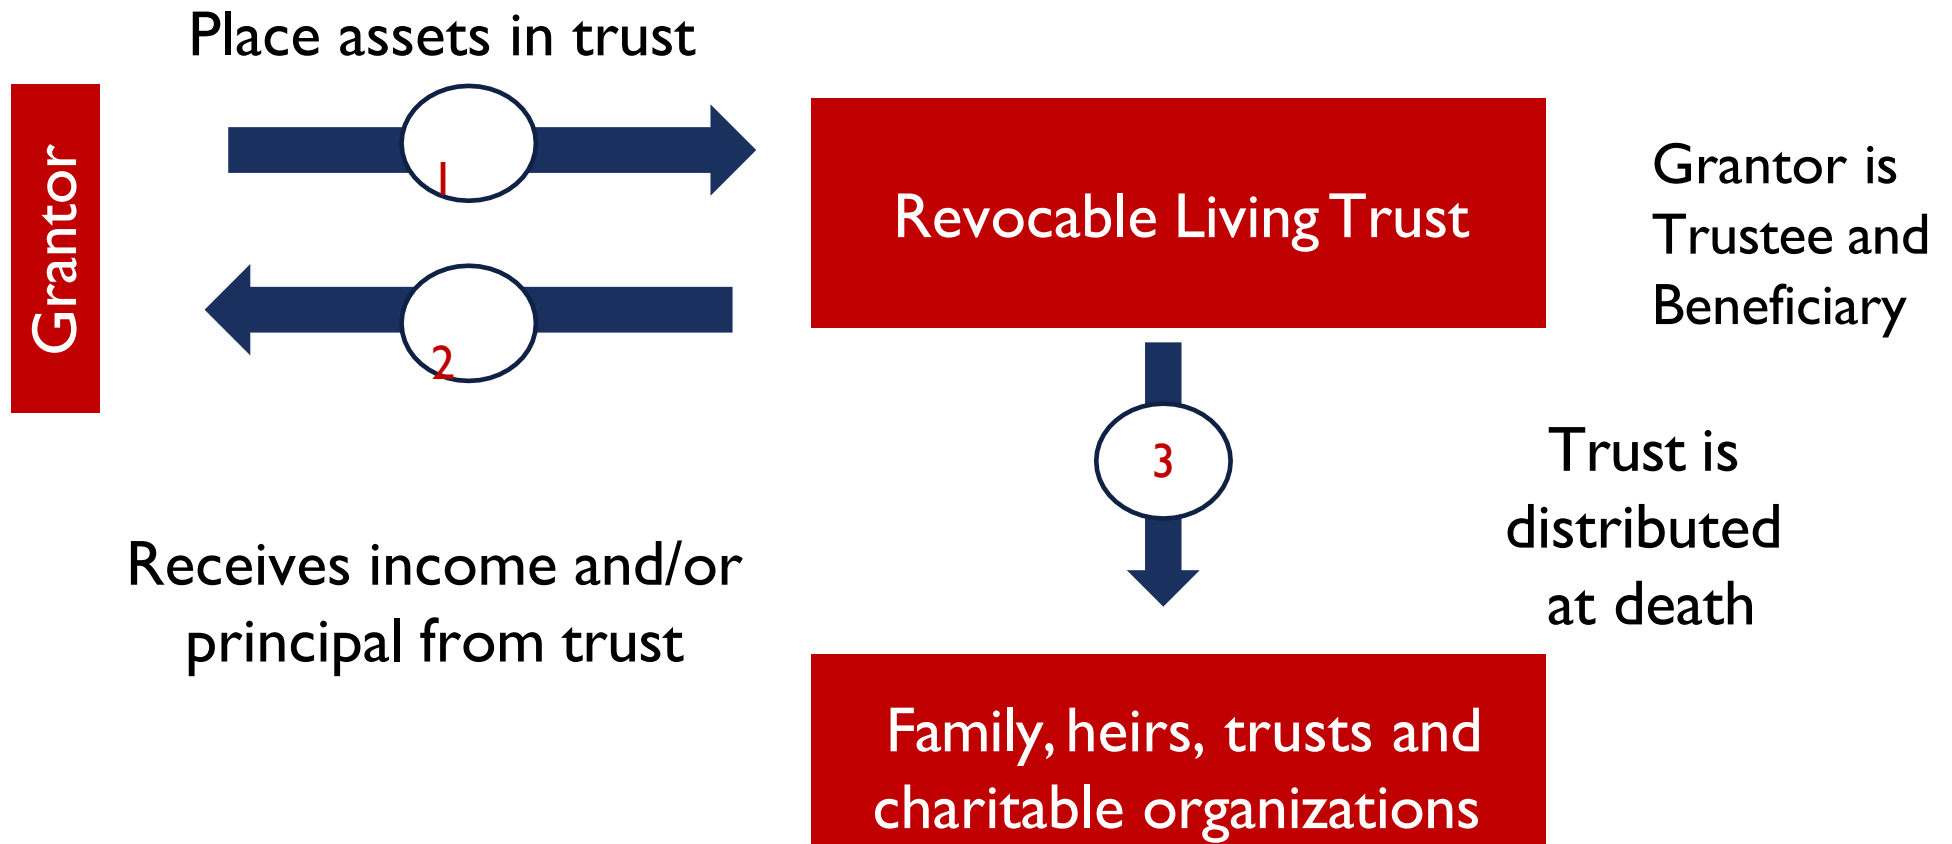 Place assets in trust
Grantor
1
Revocable Living Trust
Grantor is
Trustee and
Beneficiary
2
3
Trust is
distributed
at death
Receives income and/or
principal from trust
Family, heirs, trusts and
charitable organizations